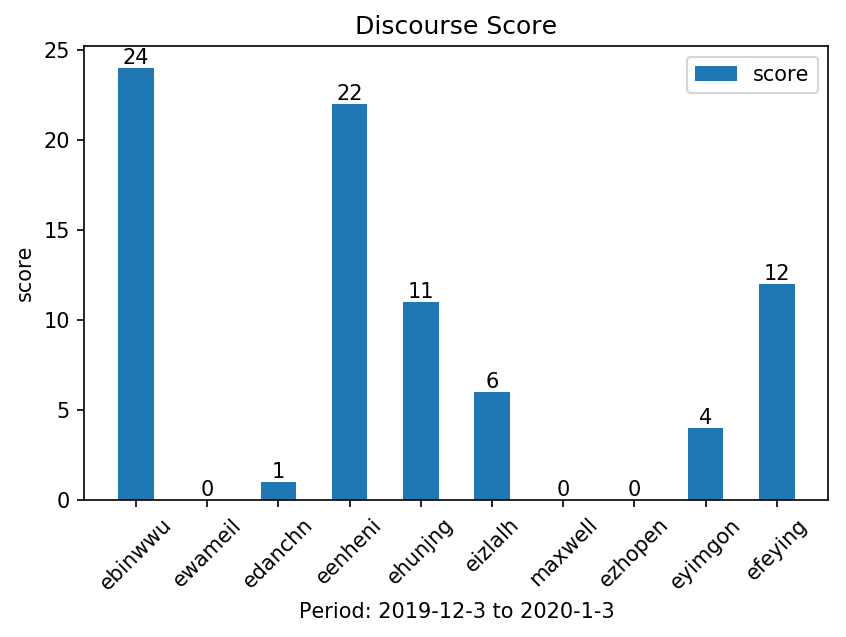 Discourse Score
score
25
20
15
10
5
0
score
24
0
1
22
11
6
0
0
4
12
ebinwwu
ewameil
edanchn
eenheni
ehunjng
eizlalh
maxwell
ezhopen
eyimgon
efeying
Period: 2019-12-3 to 2020-1-3